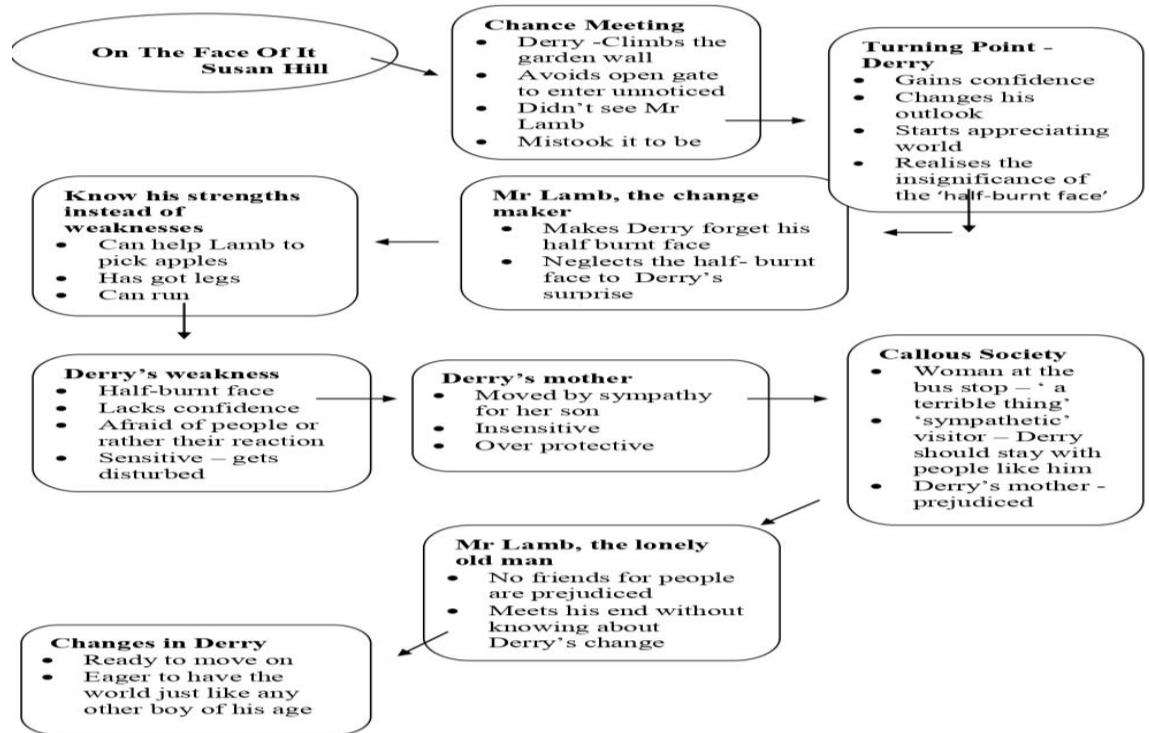 On The Face Of It
Susan Hill
Chance Meeting
• Derry -Climbs the
garden wall
• Avoids open gate
to enter unnoticed
• Didn't see Mr
Lamb
• Mistook it to be
Turning Point -
Derry
• Gains confidence
• Changes his
outlook
• Starts appreciating
world
• Realises the
insignificance of
the 'half-burnt face'
Mr Lamb, the change
maker
• Makes Derry forget his
half burnt face
• Neglects the half- burnt
face to Derry's
surprise
Know his strengths
instead of
weaknesses
• Can help Lamb to
pick apples
• Has got legs
• Can run
Derry's weakness
• Half-burnt face
• Lacks confidence
• Afraid of people or
rather their reaction
• Sensitive – gets
disturbed
Derry's mother
• Moved by sympathy
for her son
• Insensitive
• Over protective
Callous Society
• Woman at the
bus stop – ' a
terrible thing'
• 'sympathetic'
visitor – Derry
should stay with
people like him
• Derry's mother -
prejudiced
Mr Lamb, the lonely
old man
• No friends for people
are prejudiced
• Meets his end without
knowing about
Derry's change
Changes in Derry
• Ready to move on
• Eager to have the
world just like any
other boy of his age